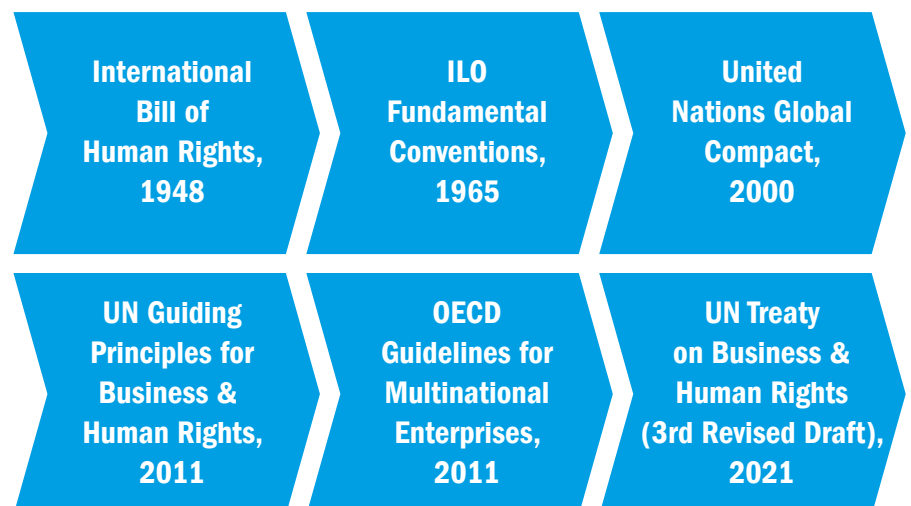 International
Bill of
Human Rights,
1948
ILO
Fundamental
Conventions,
1965
United
Nations Global
Compact,
2000
UN Guiding
Principles for
Business &
Human Rights,
2011
OECD
Guidelines for
Multinational
Enterprises,
2011
UN Treaty
on Business &
Human Rights
(3rd Revised Draft),
2021